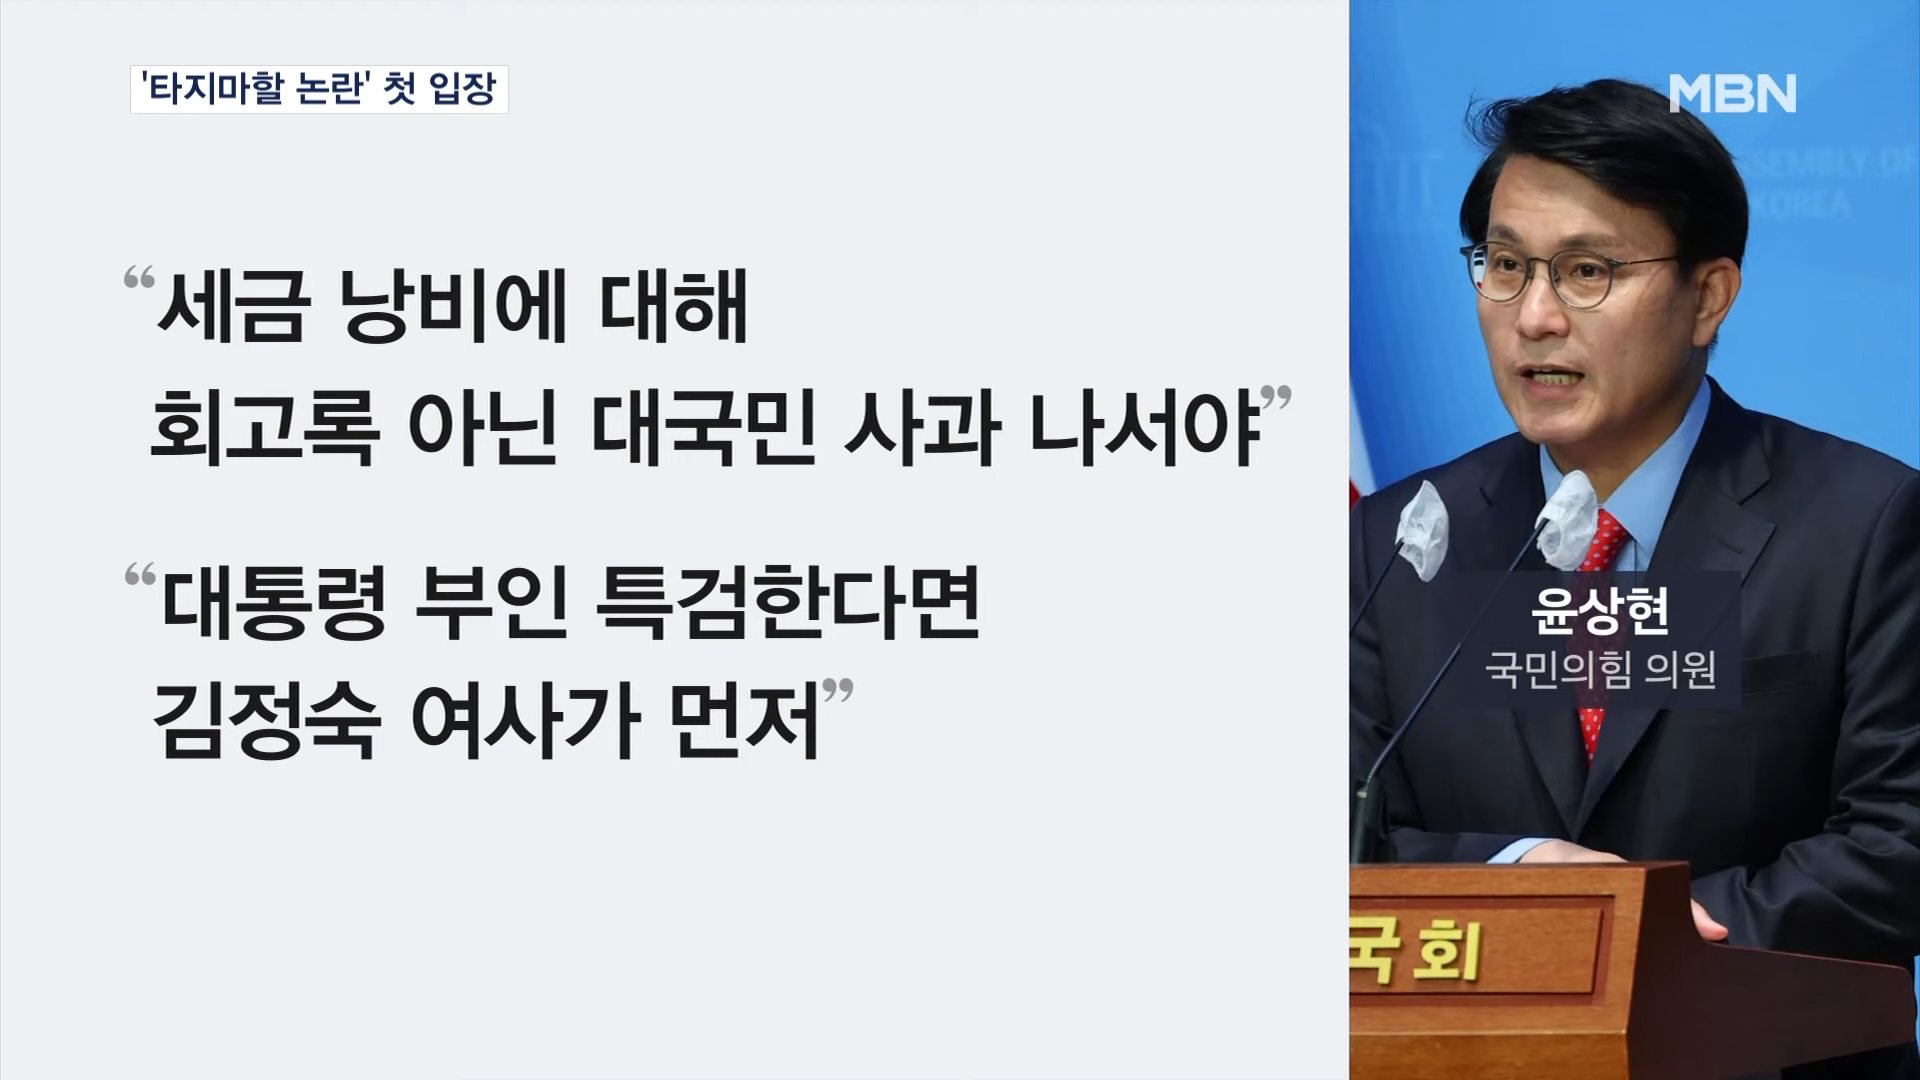 '타지마할 논란' 첫 입장
MBN
SSEMBLY OF
KOREA
“세금 낭비에 대해
회고록 아닌 대국민 사과 나서야”
“대통령 부인 특검한다면
김정숙 여사가 먼저”
윤상현
국민의힘 의원
국회